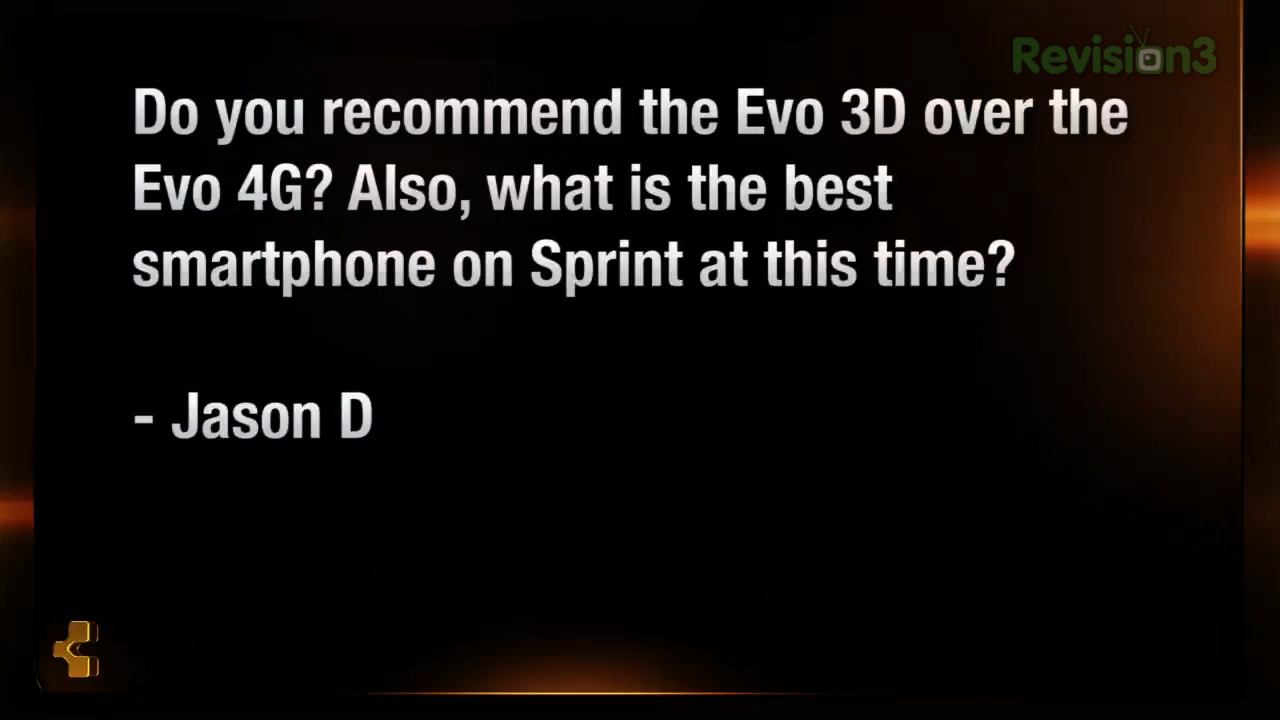 Revision3
Do you recommend the Evo 3D over the
Evo 4G? Also, what is the best
smartphone on Sprint at this time?
- Jason D